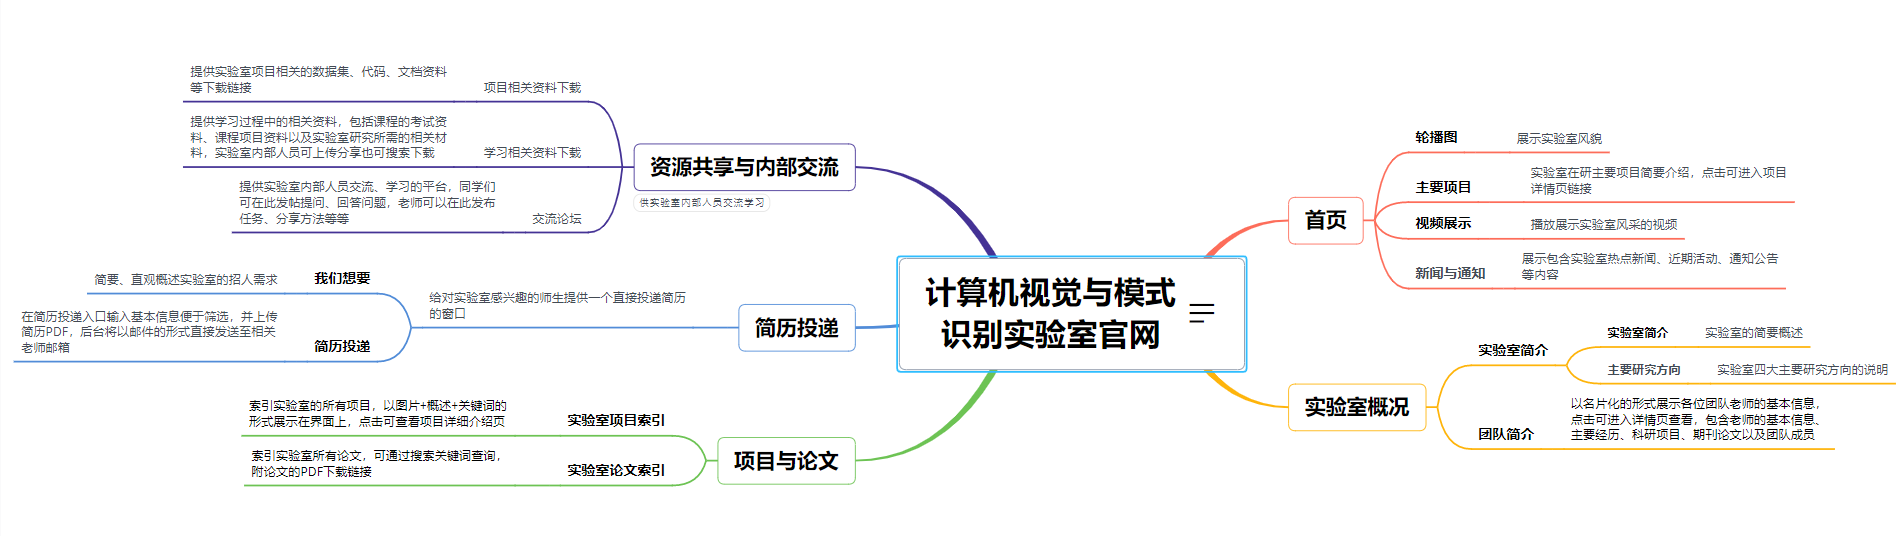 计算机视觉与模式
识别实验室官网
首页
轮播图
展示实验室风貌
主要项目
实验室在研主要项目简要介绍，点击可进入项目
详情页链接
视频展示
播放展示实验室风采的视频
新闻与通知
展示包含实验室热点新闻、近期活动、通知公告
等内容
实验室概况
实验室简介
实验室简介
实验室的简要概述
主要研究方向
实验室四大主要研究方向的说明
团队简介
以名片化的形式展示各位团队老师的基本信息，
点击可进入详情页查看，包含老师的基本信息、
主要经历、科研项目、期刊论文以及团队成员
资源共享与内部交流
供实验室内部人员交流学习
项目相关资料下载
提供实验室项目相关的数据集、代码、文档资料
等下载链接
学习相关资料下载
提供学习过程中的相关资料，包括课程的考试资
料、课程项目资料以及实验室研究所需的相关材
料，实验室内部人员可上传分享也可搜索下载
交流论坛
提供实验室内部人员交流、学习的平台，同学们
可在此发帖提问、回答问题，老师可以在此发布
任务、分享方法等等
简历投递
给对实验室感兴趣的师生提供一个直接投递简历
的窗口
我们想要
简要、直观概述实验室的招人需求
简历投递
在简历投递入口输入基本信息便于筛选，并上传
简历PDF，后台将以邮件的形式直接发送至相关
老师邮箱
项目与论文
实验室项目索引
索引实验室的所有项目，以图片+概述+关键词的
形式展示在界面上，点击可查看项目详细介绍页
实验室论文索引
索引实验室所有论文，可通过搜索关键词查询，
附论文的PDF下载链接